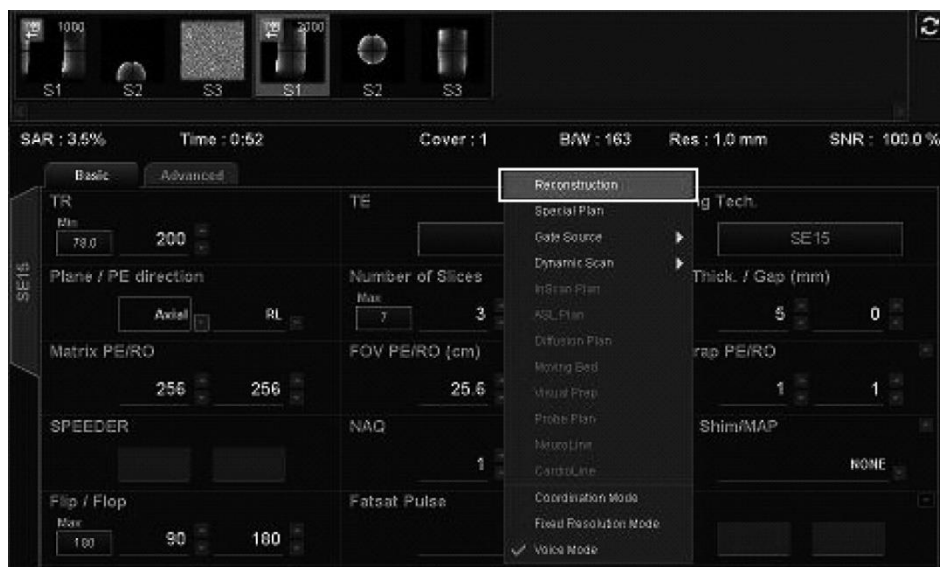 1000 2000
S1 S2 S3 S1 S2 S3
SAR : 3.5% Time : 0:52 Cover : 1 B/W : 163 Res : 1.0 mm SNR : 100.0 %
Basic Advanced
Reconstruction
TR TE g Tech.
Special Plan
Min
78.0 200 Gate Source SE15
Dynamic Scan
SE15
Plane / PE direction Number of Slices Thick. / Gap (mm)
InScan Plan
Max
Axial RL 7 3 ASL Plan 5 0
Diffusion Plan
Matrix PE/RO FOV PE/RO (cm) rap PE/RO
Moving Bed
256 256 25.6 Visual Prep 1 1
Probe Plan
SPEEDER NAQ Shim/MAP
NeuroLine
1 CardioLine NONE
Coordination Mode
Flip / Flop Fatsat Pulse
Fixed Resolution Mode
Max
180 90 180 Voice Mode